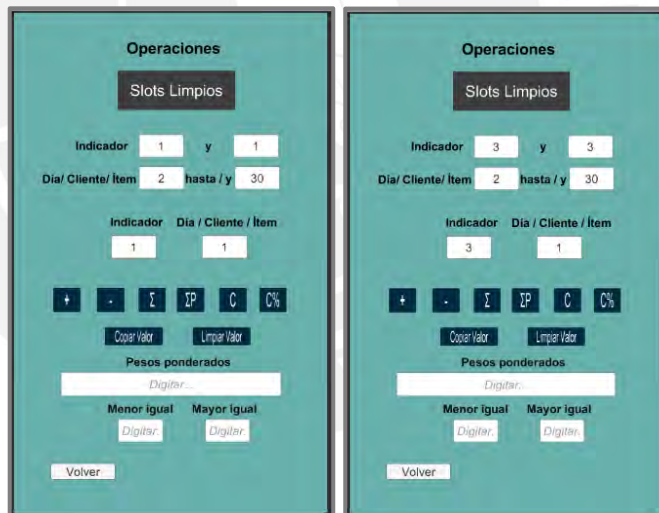 Operaciones
Slots Limpios
Indicador 1 y 1
Día/ Cliente/ Ítem 2 hasta / y 30
Indicador Día / Cliente / Ítem
1 1
+ - Σ ΣP C C%
Copiar Valor Limpiar Valor
Pesos ponderados
Digitar...
Menor igual Mayor igual
Digitar. Digitar.
Volver
Operaciones
Slots Limpios
Indicador 3 y 3
Día/ Cliente/ Ítem 2 hasta / y 30
Indicador Día / Cliente / Ítem
3 1
+ - Σ ΣP C C%
Copiar Valor Limpiar Valor
Pesos ponderados
Digitar...
Menor igual Mayor igual
Digitar. Digitar.
Volver